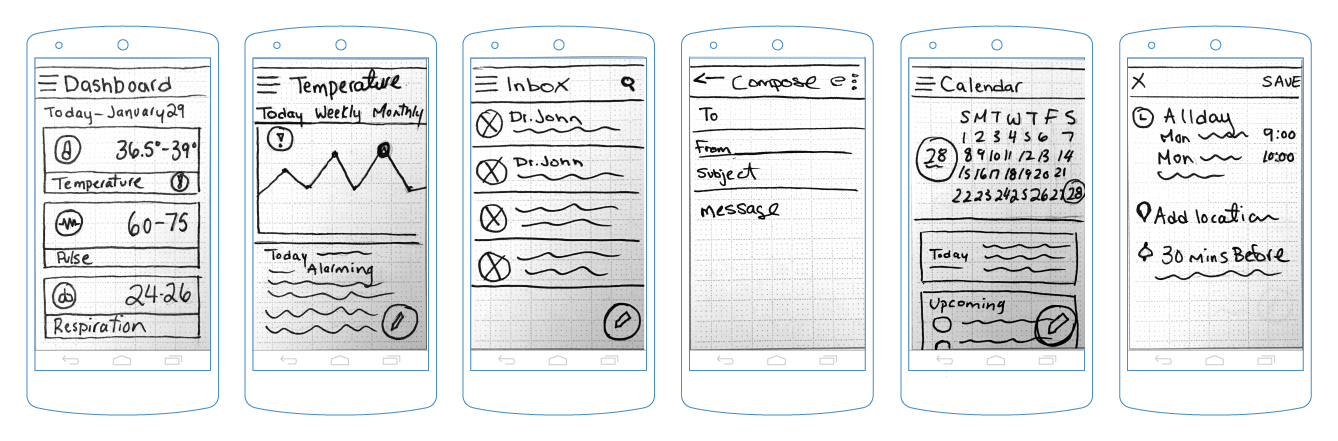 Dashboard
Today - January 29
36.5°-39°
Temperature !
60-75
Pulse
24-26
Respiration
Temperature
Today Weekly Monthly
!
Today
Alarming
Inbox
Dr. John
Dr. John
Compose
To
From
Subject
message
Calendar
S M T W T F S
1 2 3 4 5 6 7
28
8 9 10 11 12 13 14
15 16 17 18 19 20 21
22 23 24 25 26 27 28
Today
Upcoming
X SAVE
Allday
Mon 9:00
Mon 10:00
Add location
30 mins Before